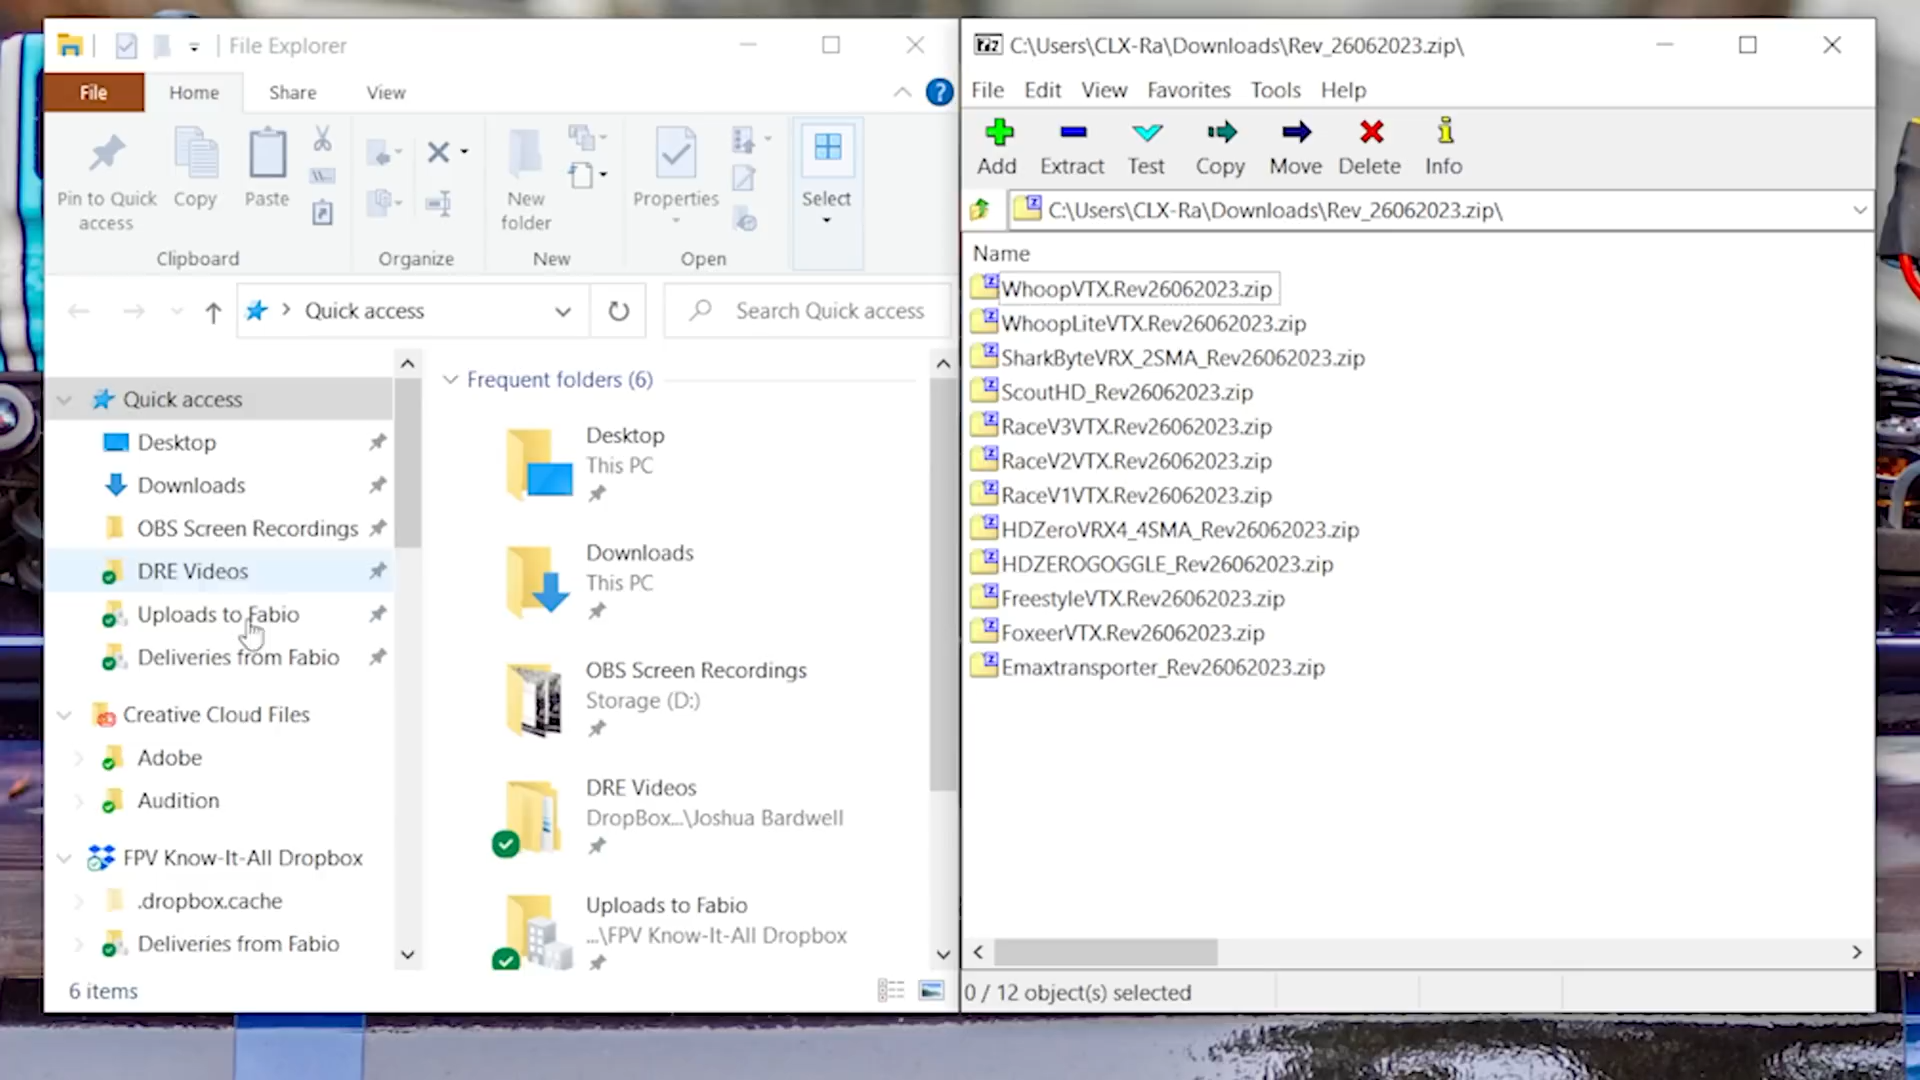 File Explorer
File Home Share View
Pin to Quick access
Copy
Paste
New folder
Properties
Select
Clipboard
Organize
New
Open
Quick access
Search Quick access
Quick access
Desktop
Downloads
OBS Screen Recordings
DRE Videos
Uploads to Fabio
Deliveries from Fabio
Creative Cloud Files
Adobe
Audition
FPV Know-It-All Dropbox
.dropbox.cache
Deliveries from Fabio
Frequent folders (6)
Desktop
This PC
Downloads
This PC
OBS Screen Recordings
Storage (D:)
DRE Videos
DropBox...\Joshua Bardwell
Uploads to Fabio
...\FPV Know-It-All Dropbox
6 items
C:\Users\CLX-Ra\Downloads\Rev_26062023.zip\
File Edit View Favorites Tools Help
Add Extract Test Copy Move Delete Info
C:\Users\CLX-Ra\Downloads\Rev_26062023.zip\
Name
WhoopVTX.Rev26062023.zip
WhoopLiteVTX.Rev26062023.zip
SharkByteVRX_2SMA_Rev26062023.zip
ScoutHD_Rev26062023.zip
RaceV3VTX.Rev26062023.zip
RaceV2VTX.Rev26062023.zip
RaceV1VTX.Rev26062023.zip
HDZeroVRX4_4SMA_Rev26062023.zip
HDZEROGOGGLE_Rev26062023.zip
FreestyleVTX.Rev26062023.zip
FoxeerVTX.Rev26062023.zip
Emaxtransporter_Rev26062023.zip
0 / 12 object(s) selected